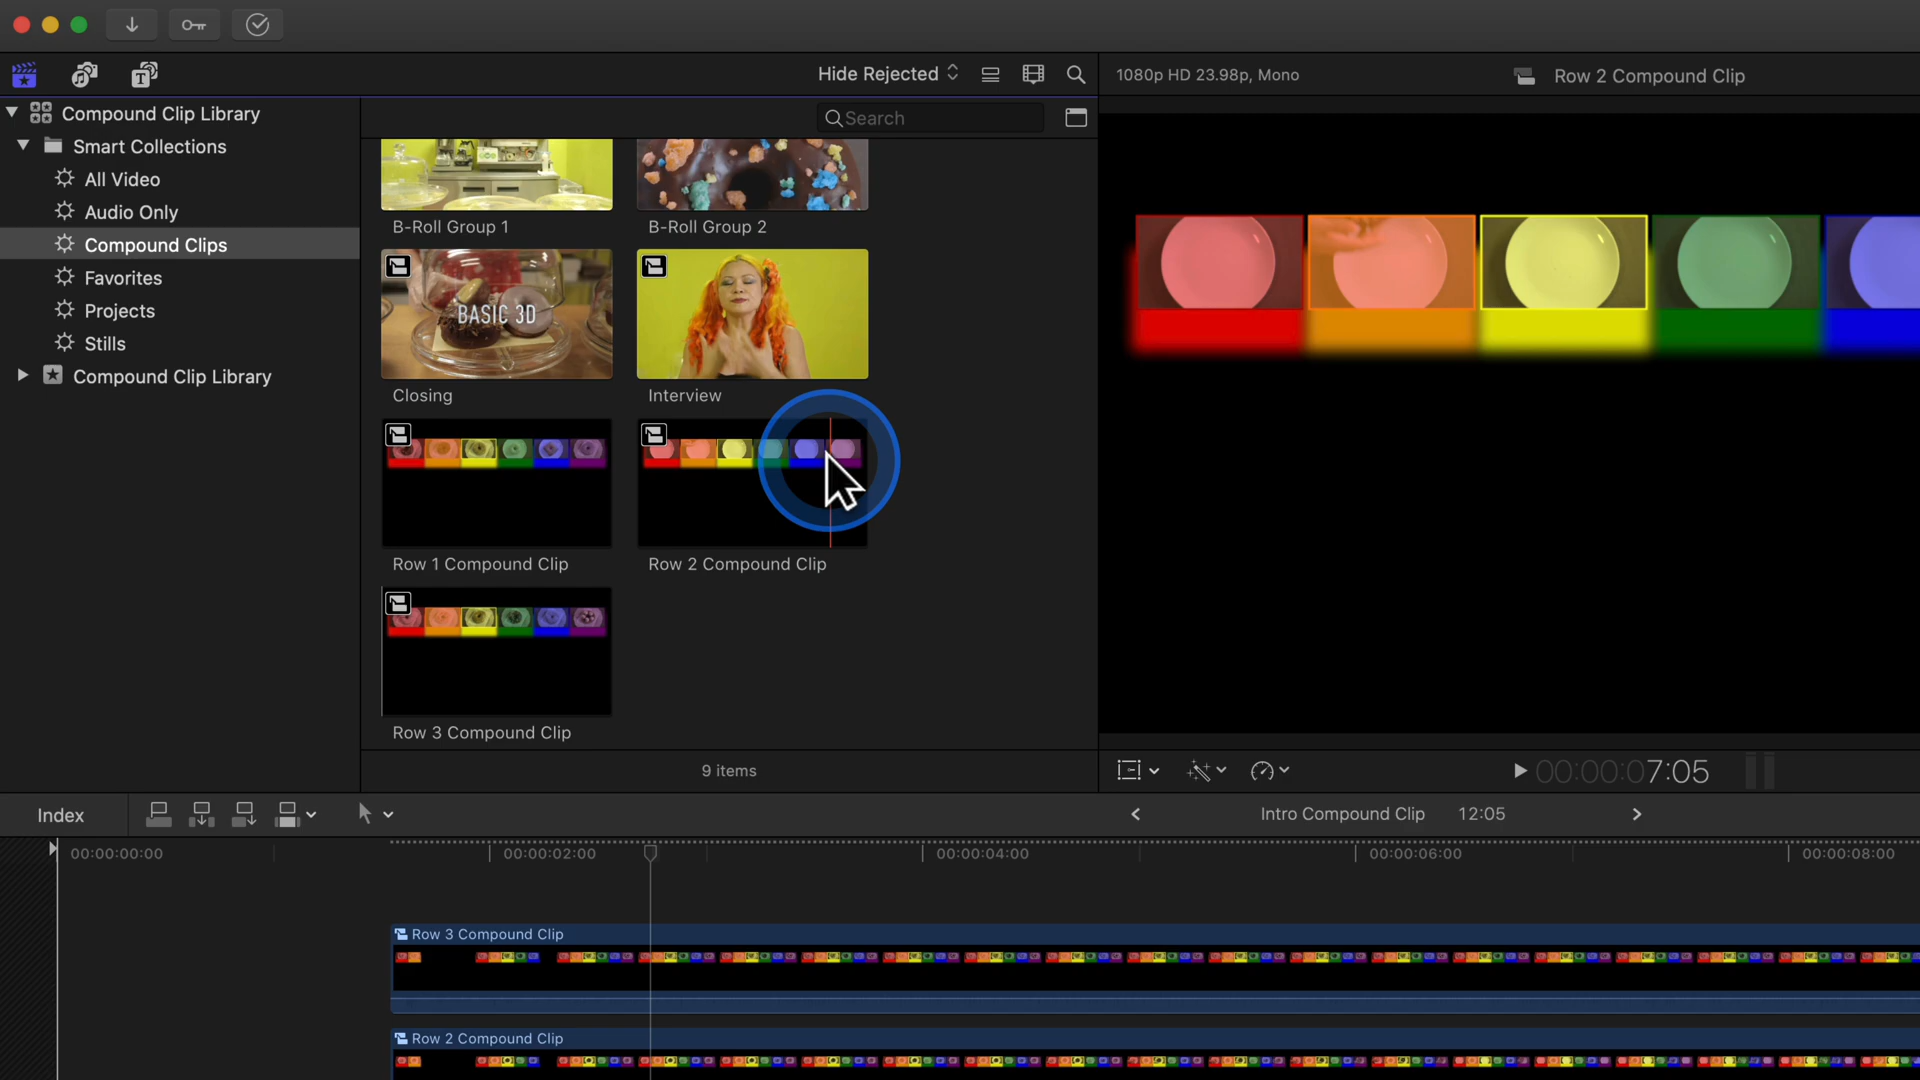 Hide Rejected
1080p HD 23.98p, Mono
Row 2 Compound Clip
Compound Clip Library
Search
Smart Collections
All Video
Audio Only
Compound Clips
Favorites
Projects
Stills
Compound Clip Library
B-Roll Group 1
B-Roll Group 2
BASIC 3D
Closing
Interview
Row 1 Compound Clip
Row 2 Compound Clip
Row 3 Compound Clip
9 items
00:00:07:05
Index
Intro Compound Clip
12:05
00:00:00:00
00:00:02:00
00:00:04:00
00:00:06:00
00:00:08:00
Row 3 Compound Clip
Row 2 Compound Clip